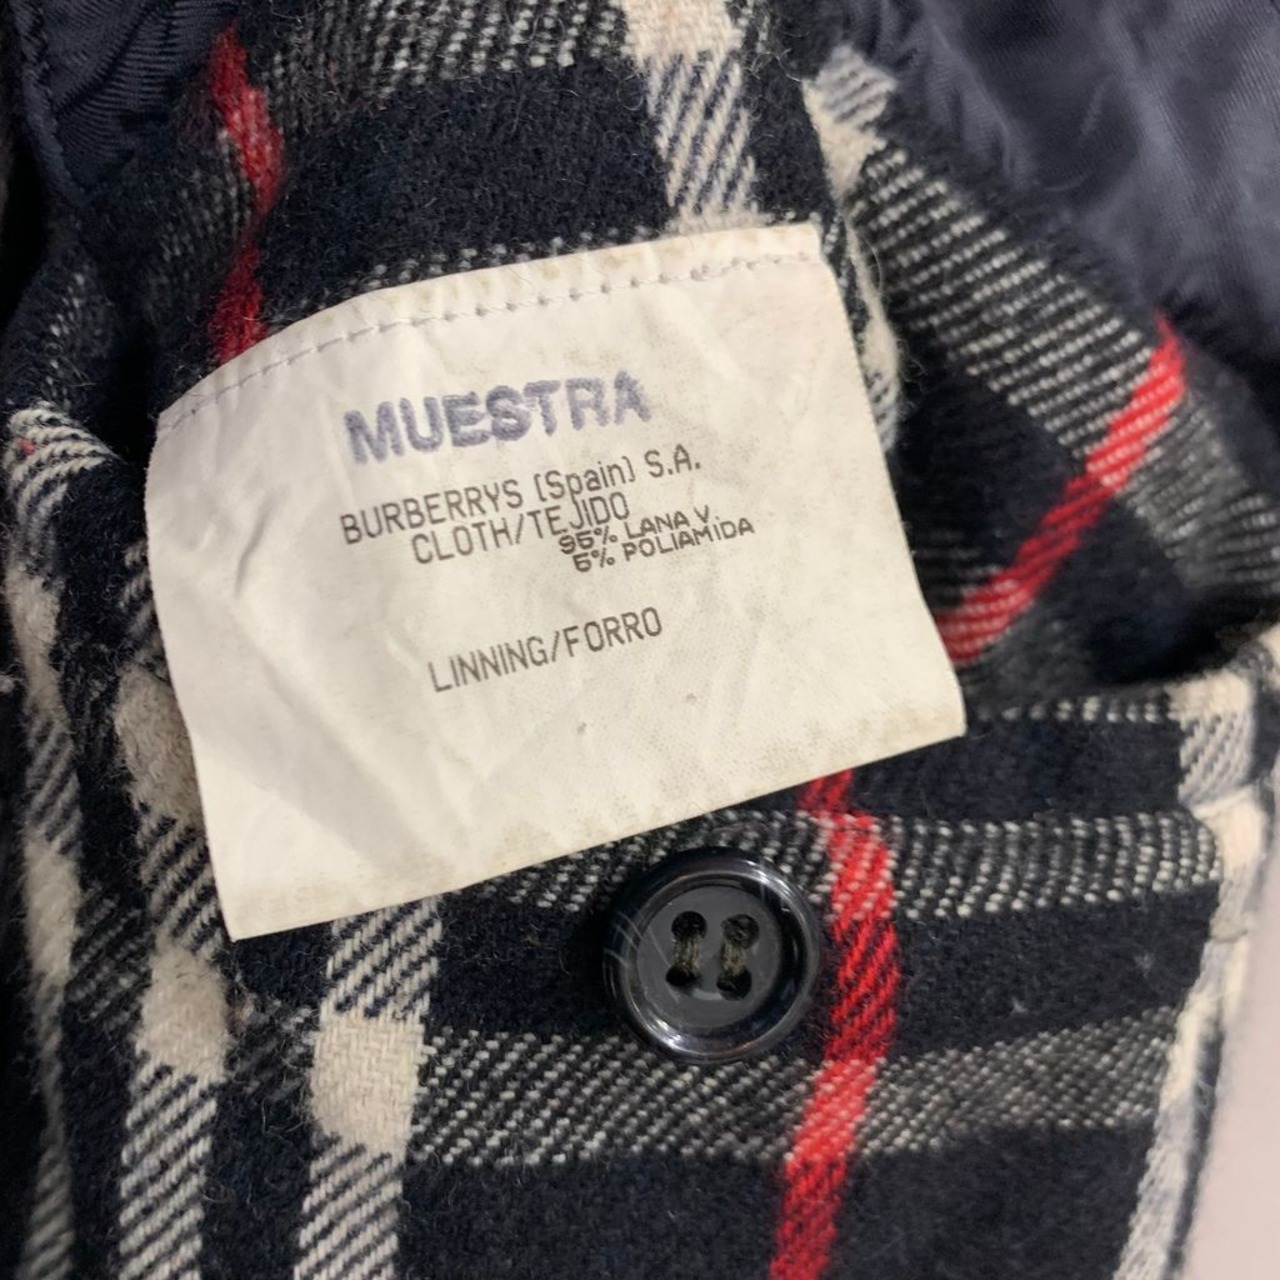 MUESTRA
BURBERRYS (Spain) S.A.
CLOTH/TEJIDO
95% LANA V.
5% POLIAMIDA
LINNING/FORRO